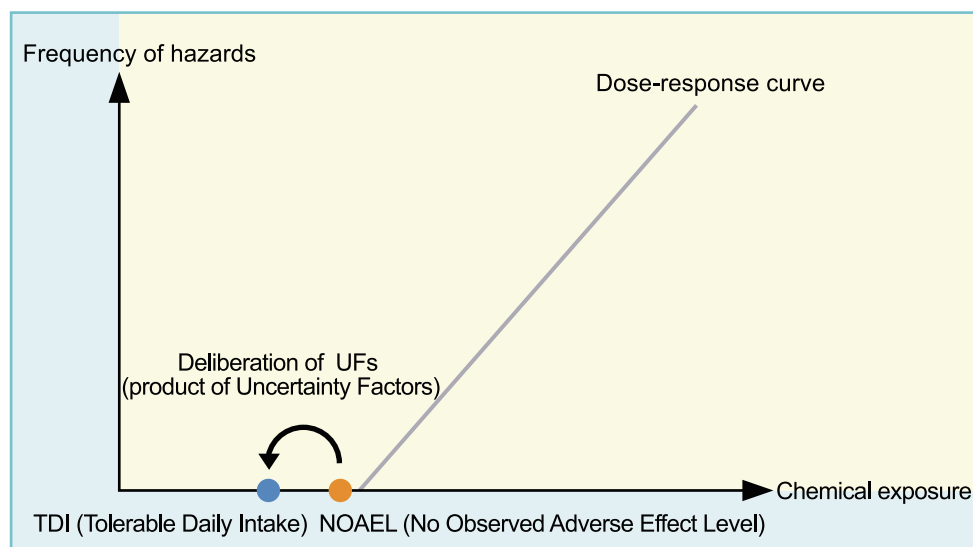 Frequency of hazards
Dose-response curve
Deliberation of UFs
(product of Uncertainty Factors)
Chemical exposure
TDI (Tolerable Daily Intake)
NOAEL (No Observed Adverse Effect Level)